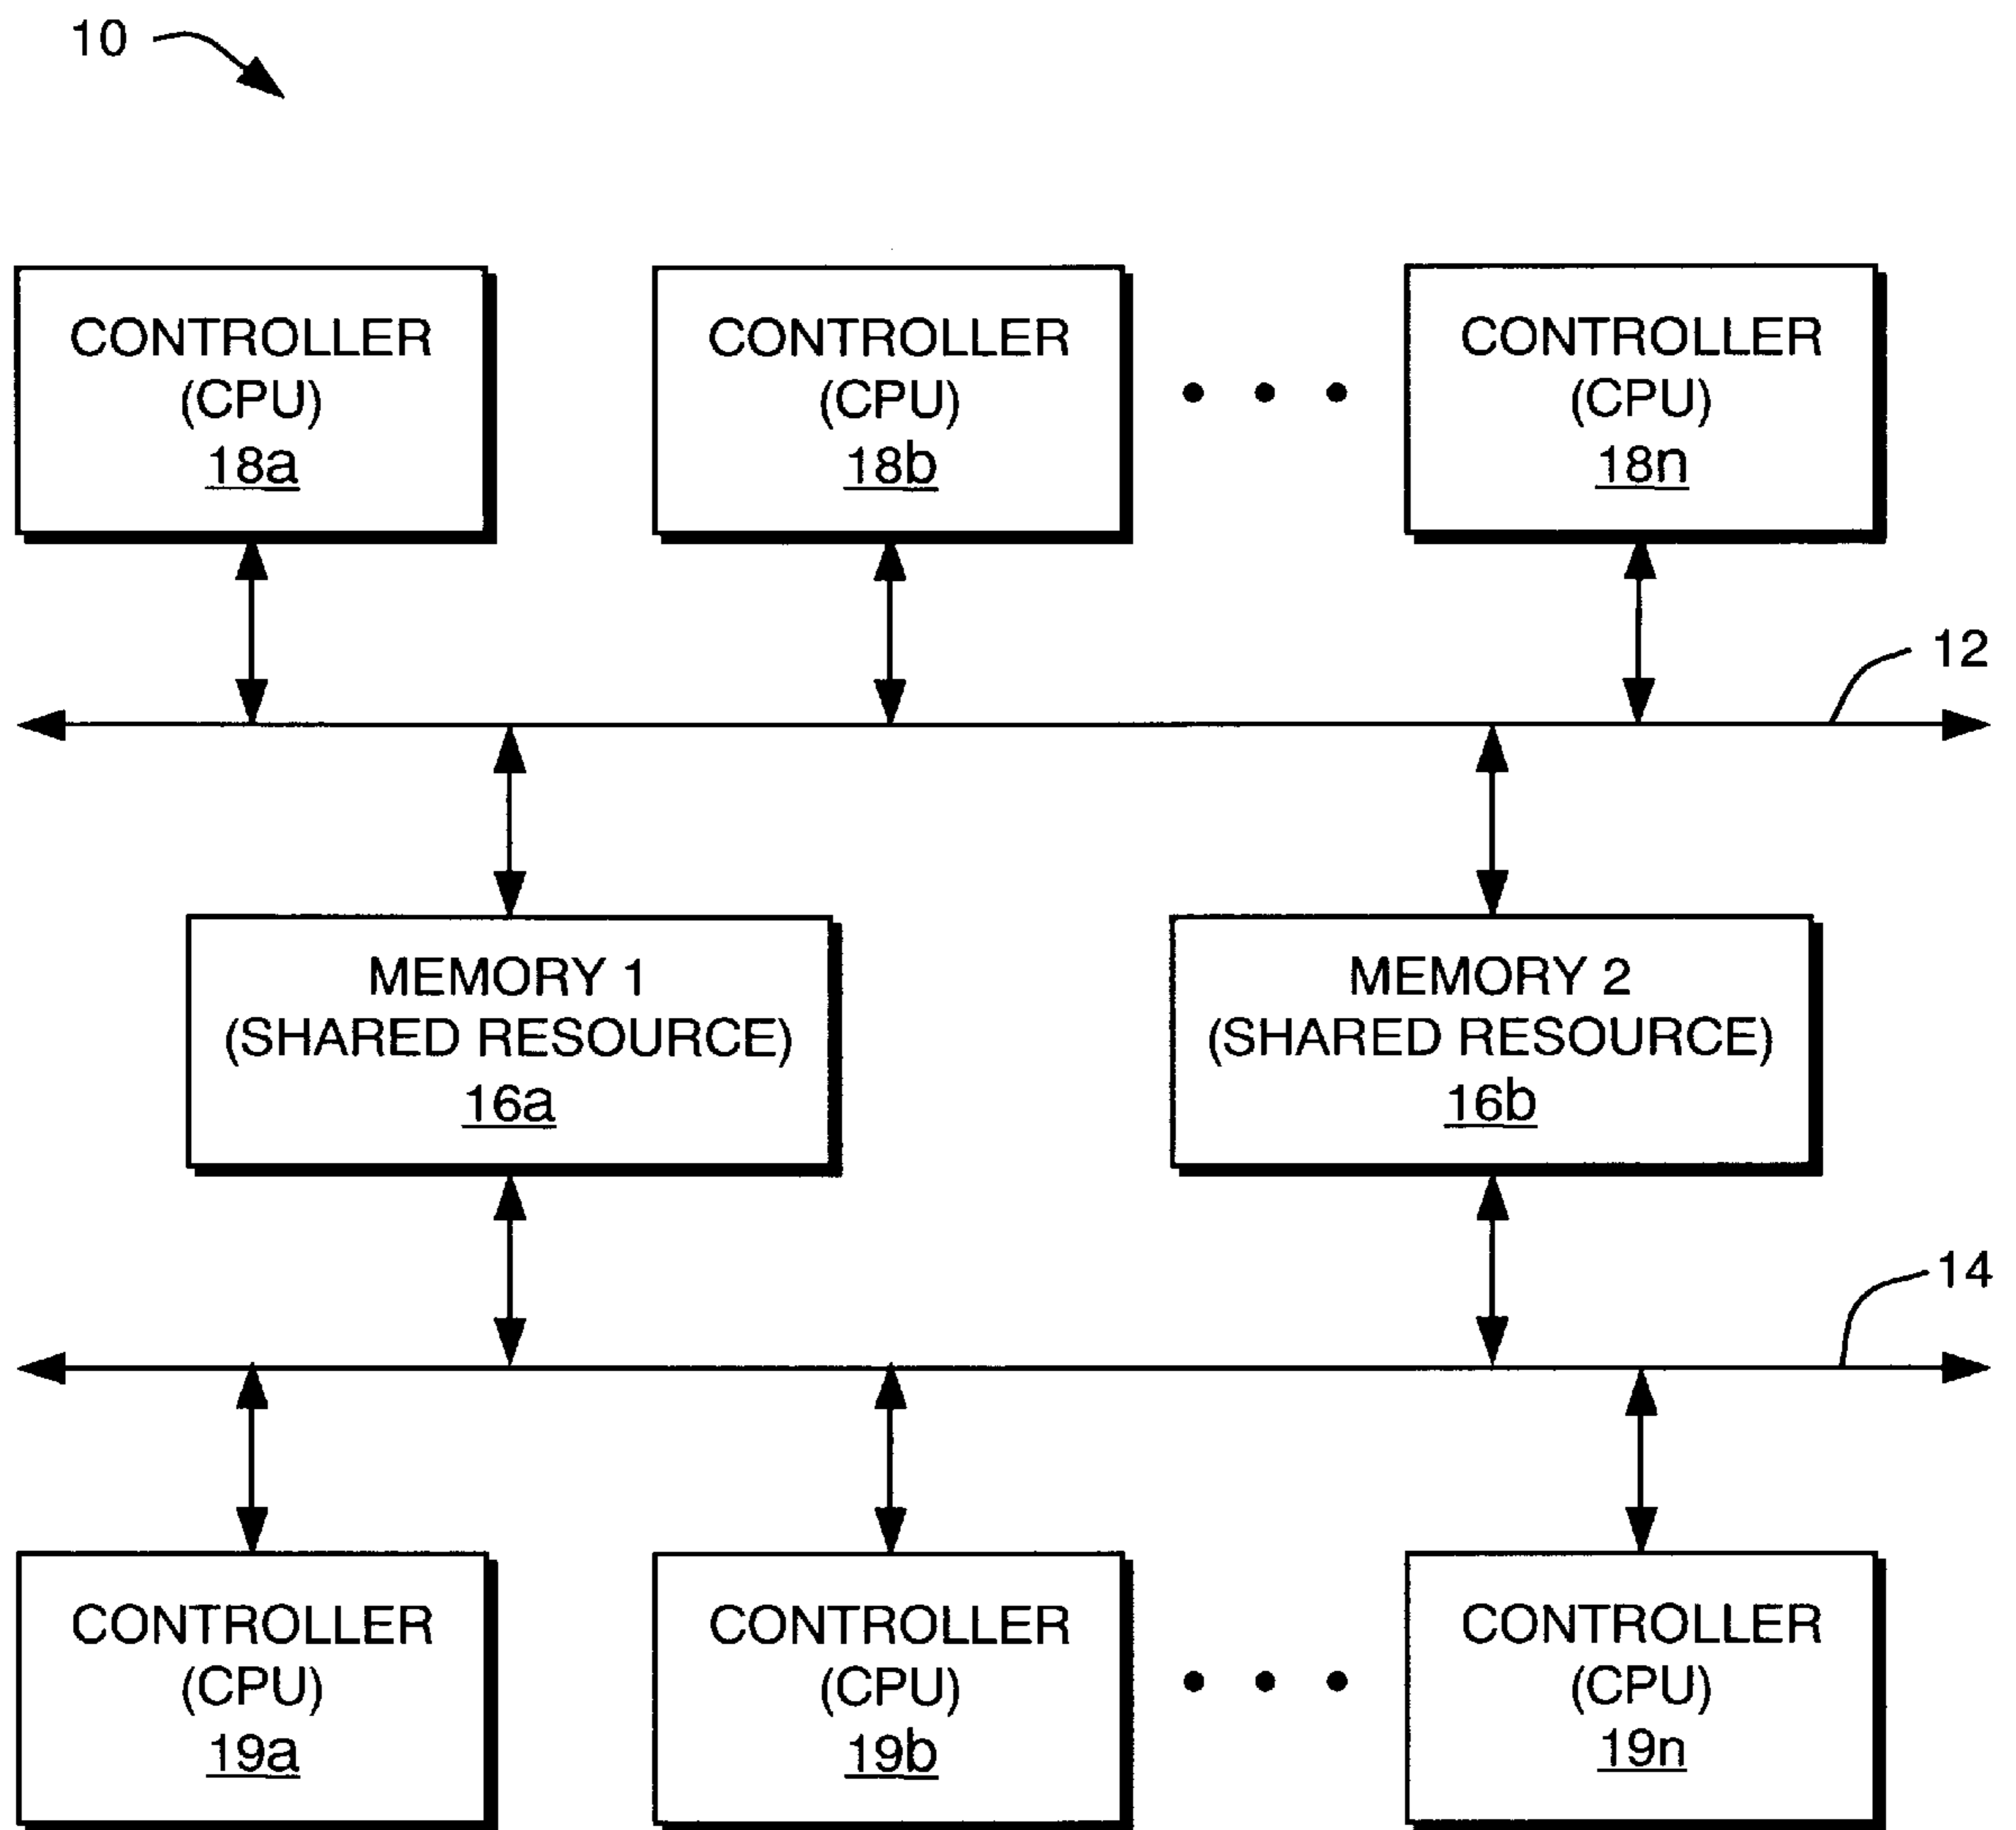 10
CONTROLLER
(CPU)
18a
CONTROLLER
(CPU)
18b
CONTROLLER
(CPU)
18n
12
MEMORY 1
(SHARED RESOURCE)
16a
MEMORY 2
(SHARED RESOURCE)
16b
14
CONTROLLER
(CPU)
19a
CONTROLLER
(CPU)
19b
CONTROLLER
(CPU)
19n